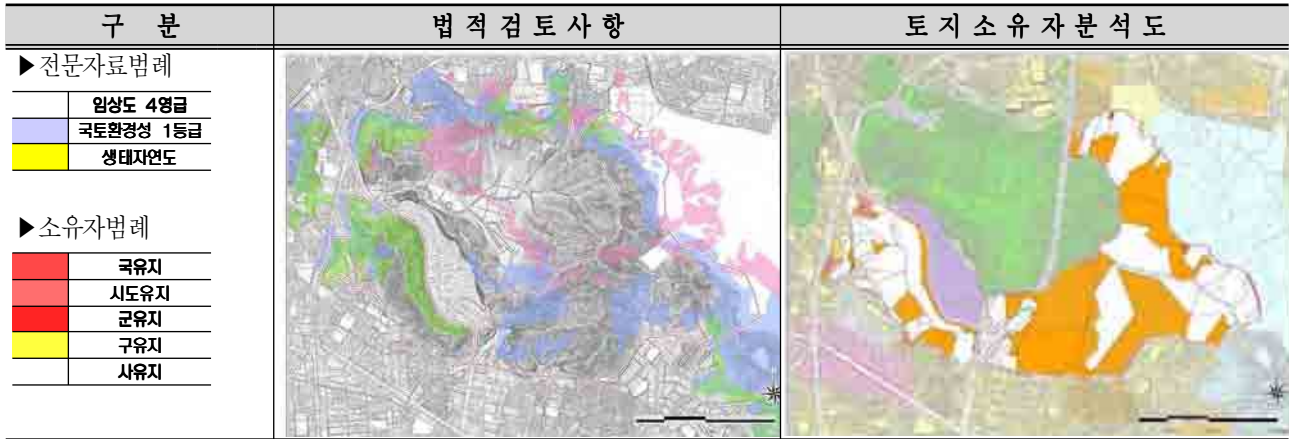 구 분
법적검토사항
토지소유자분석도
▶전문자료범례
임상도 4영급
국토환경성 1등급
생태자연도
▶소유자범례
국유지
시도유지
군유지
구유지
사유지